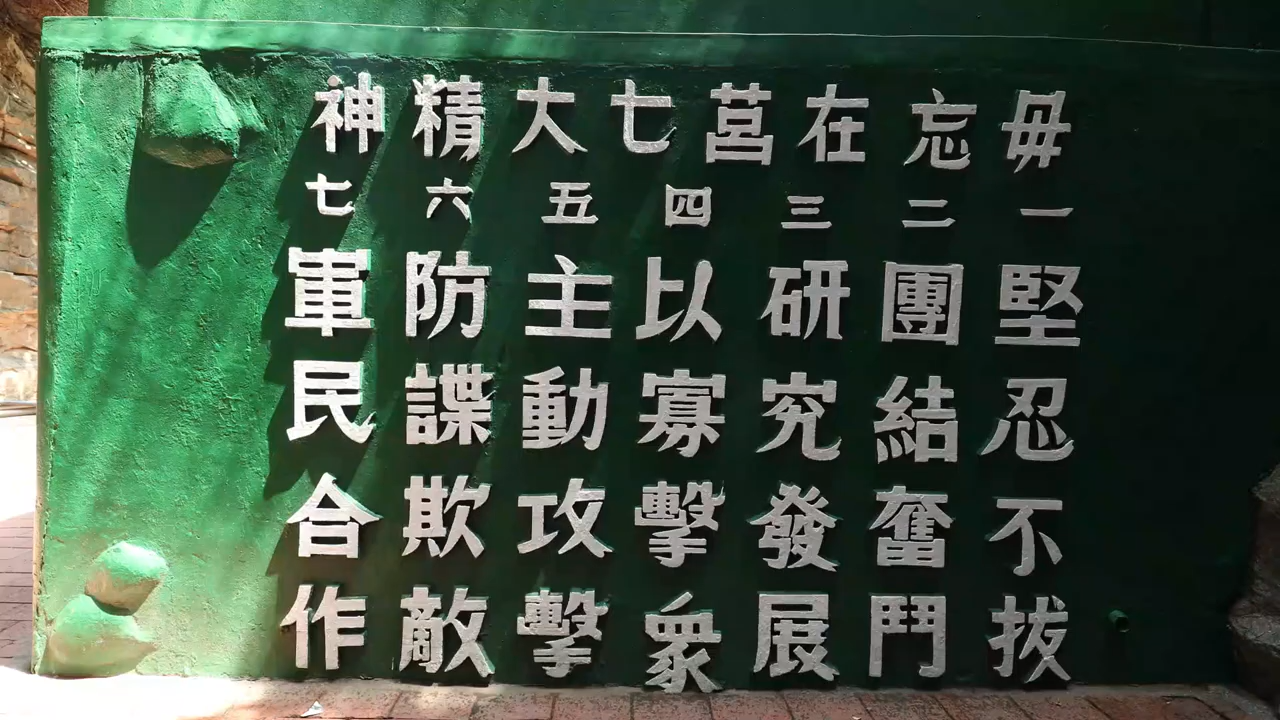 毋忘在莒七大精神
一堅忍不拔
二團結奮鬥
三研究發展
四以寡擊眾
五主動攻擊
六防諜欺敵
七軍民合作